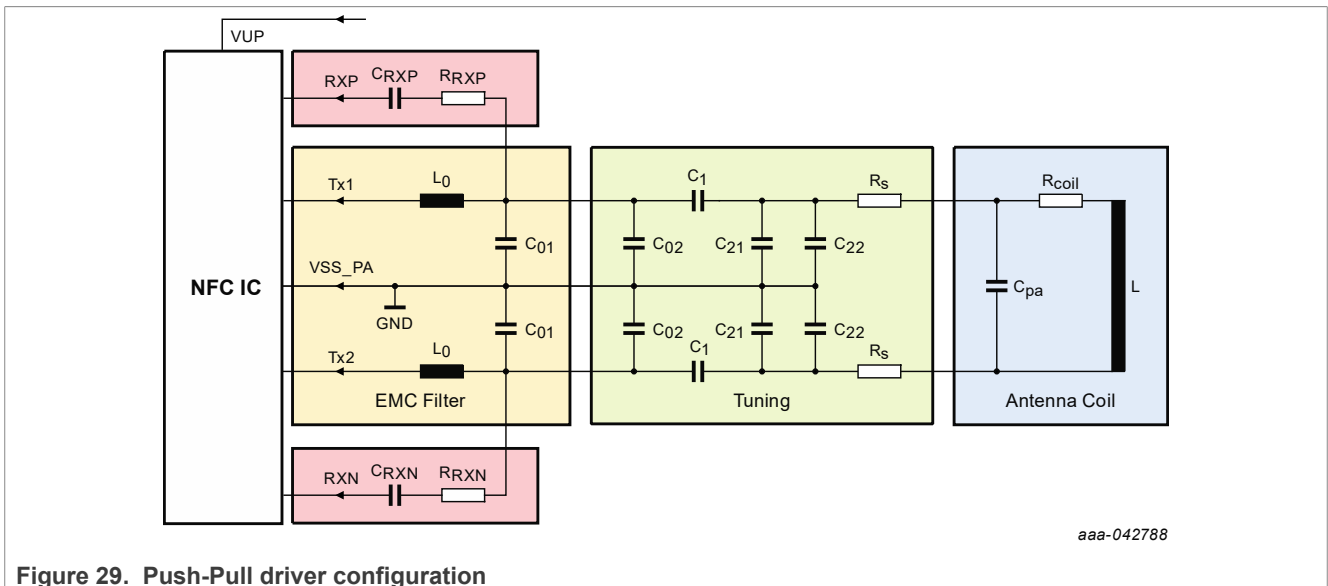 VUP
RXP CRXP RRXP
Tx1 L0 C1 Rs Rcoil
C01 C02 C21 C22
VSS_PA
NFC IC Cpa L
GND
C01 C02 C21 C22
Tx2 L0 C1 Rs
EMC Filter Tuning Antenna Coil
RXN CRXN RRXN
aaa-042788
Figure 29. Push-Pull driver configuration